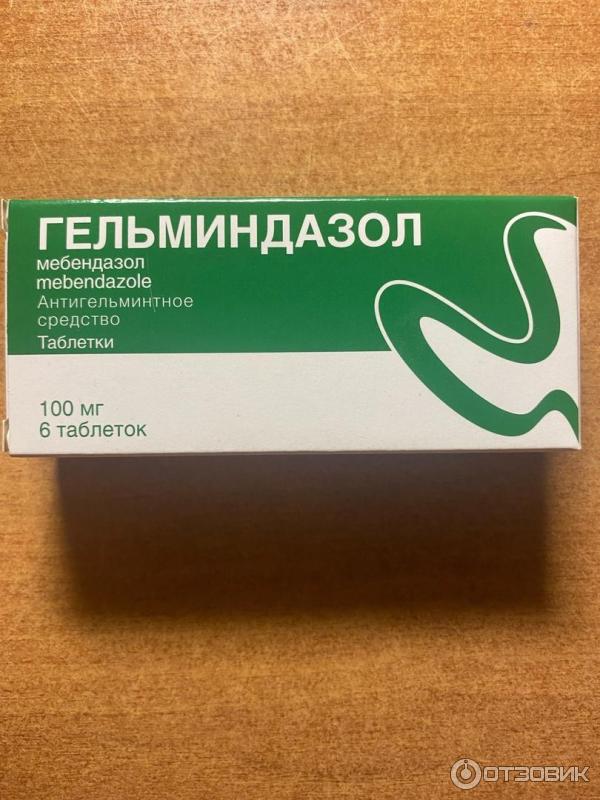 ГЕЛЬМИНДАЗОЛ
мебендазол
mebendazole
Антигельминтное
средство
Таблетки
100 мг
6 таблеток
ОТЗОВИК